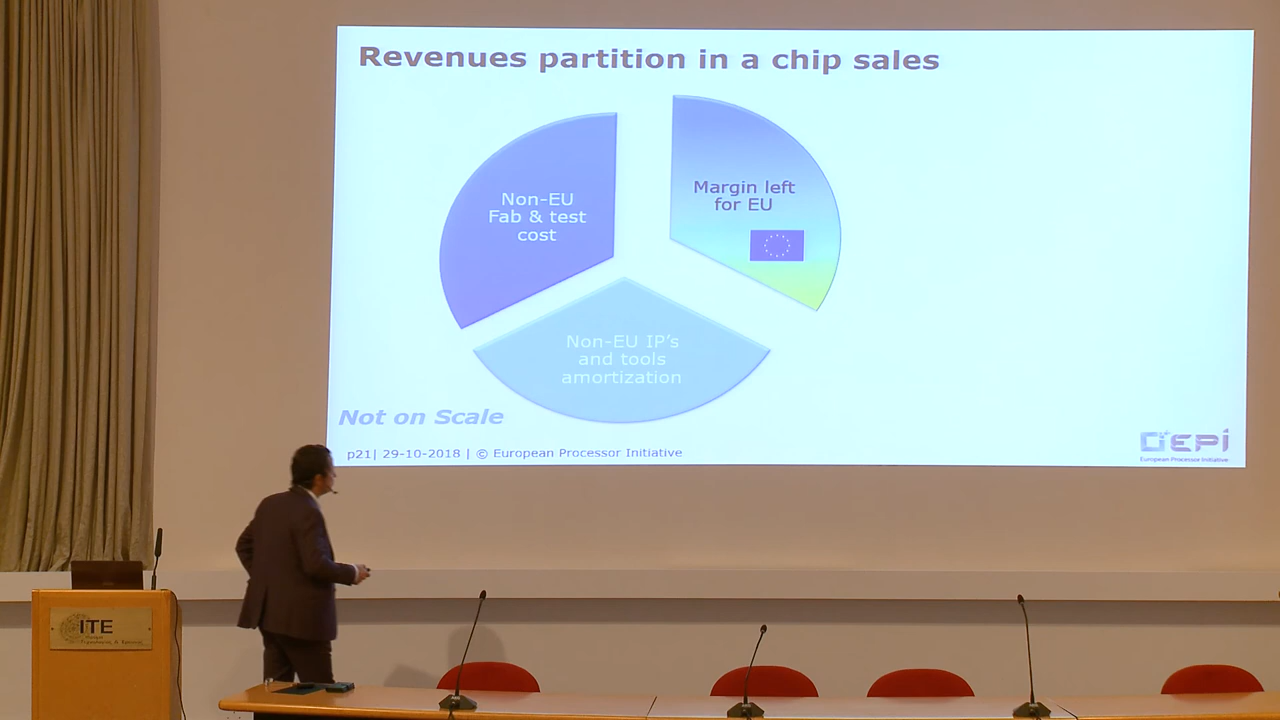 Revenues partition in a chip sales
Non-EU
Fab & test
cost
Margin left
for EU
Non-EU IP's
and tools
amortization
Not on Scale
p21| 29-10-2018 | © European Processor Initiative
EPI
European Processor Initiative
ITE